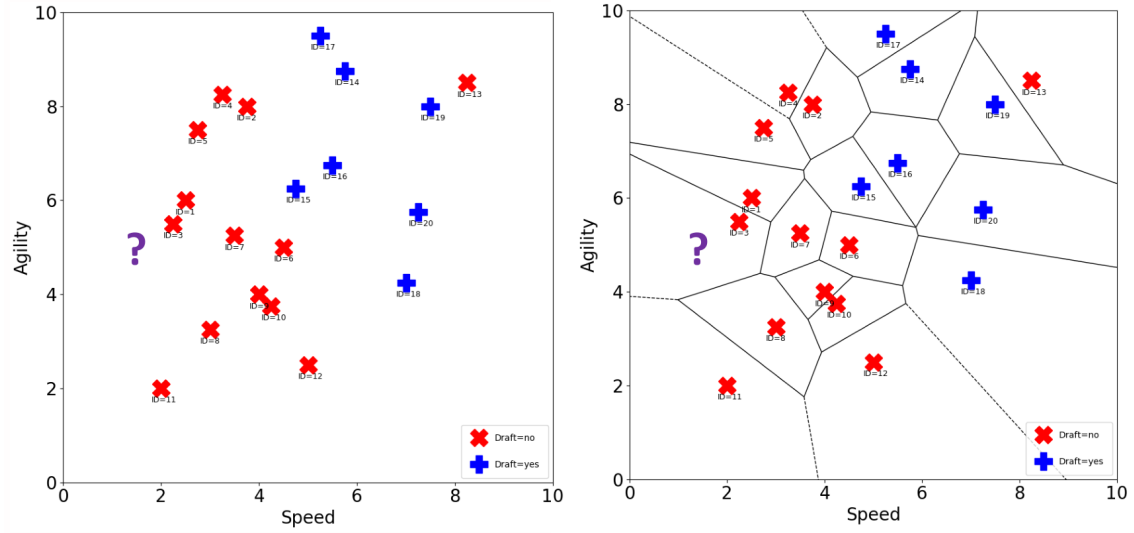 10
8
6
4
2
0
Agility
ID=17
ID=14
ID=13
ID=4
ID=2
ID=19
ID=5
ID=16
ID=15
ID=1
ID=20
ID=3
?
ID=7
ID=6
ID=18
ID=10
ID=8
ID=12
ID=11
Draft=no
Draft=yes
0 2 4 6 8 10
Speed
10
8
6
4
2
0
Agility
ID=17
ID=14
ID=13
ID=4
ID=2
ID=19
ID=5
ID=16
ID=15
ID=1
ID=20
ID=3
?
ID=7
ID=6
ID=18
ID=9
ID=10
ID=8
ID=12
ID=11
Draft=no
Draft=yes
0 2 4 6 8 10
Speed